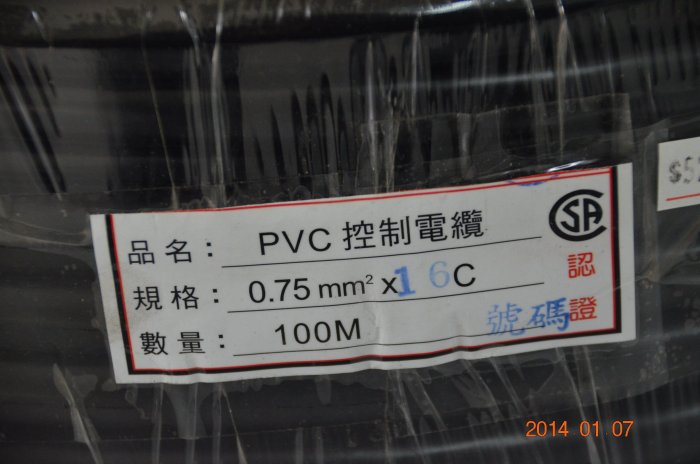 品名：PVC 控制電纜
規格：0.75 mm² x16C
數量：100M
號碼
CSA
認證
2014 01 07